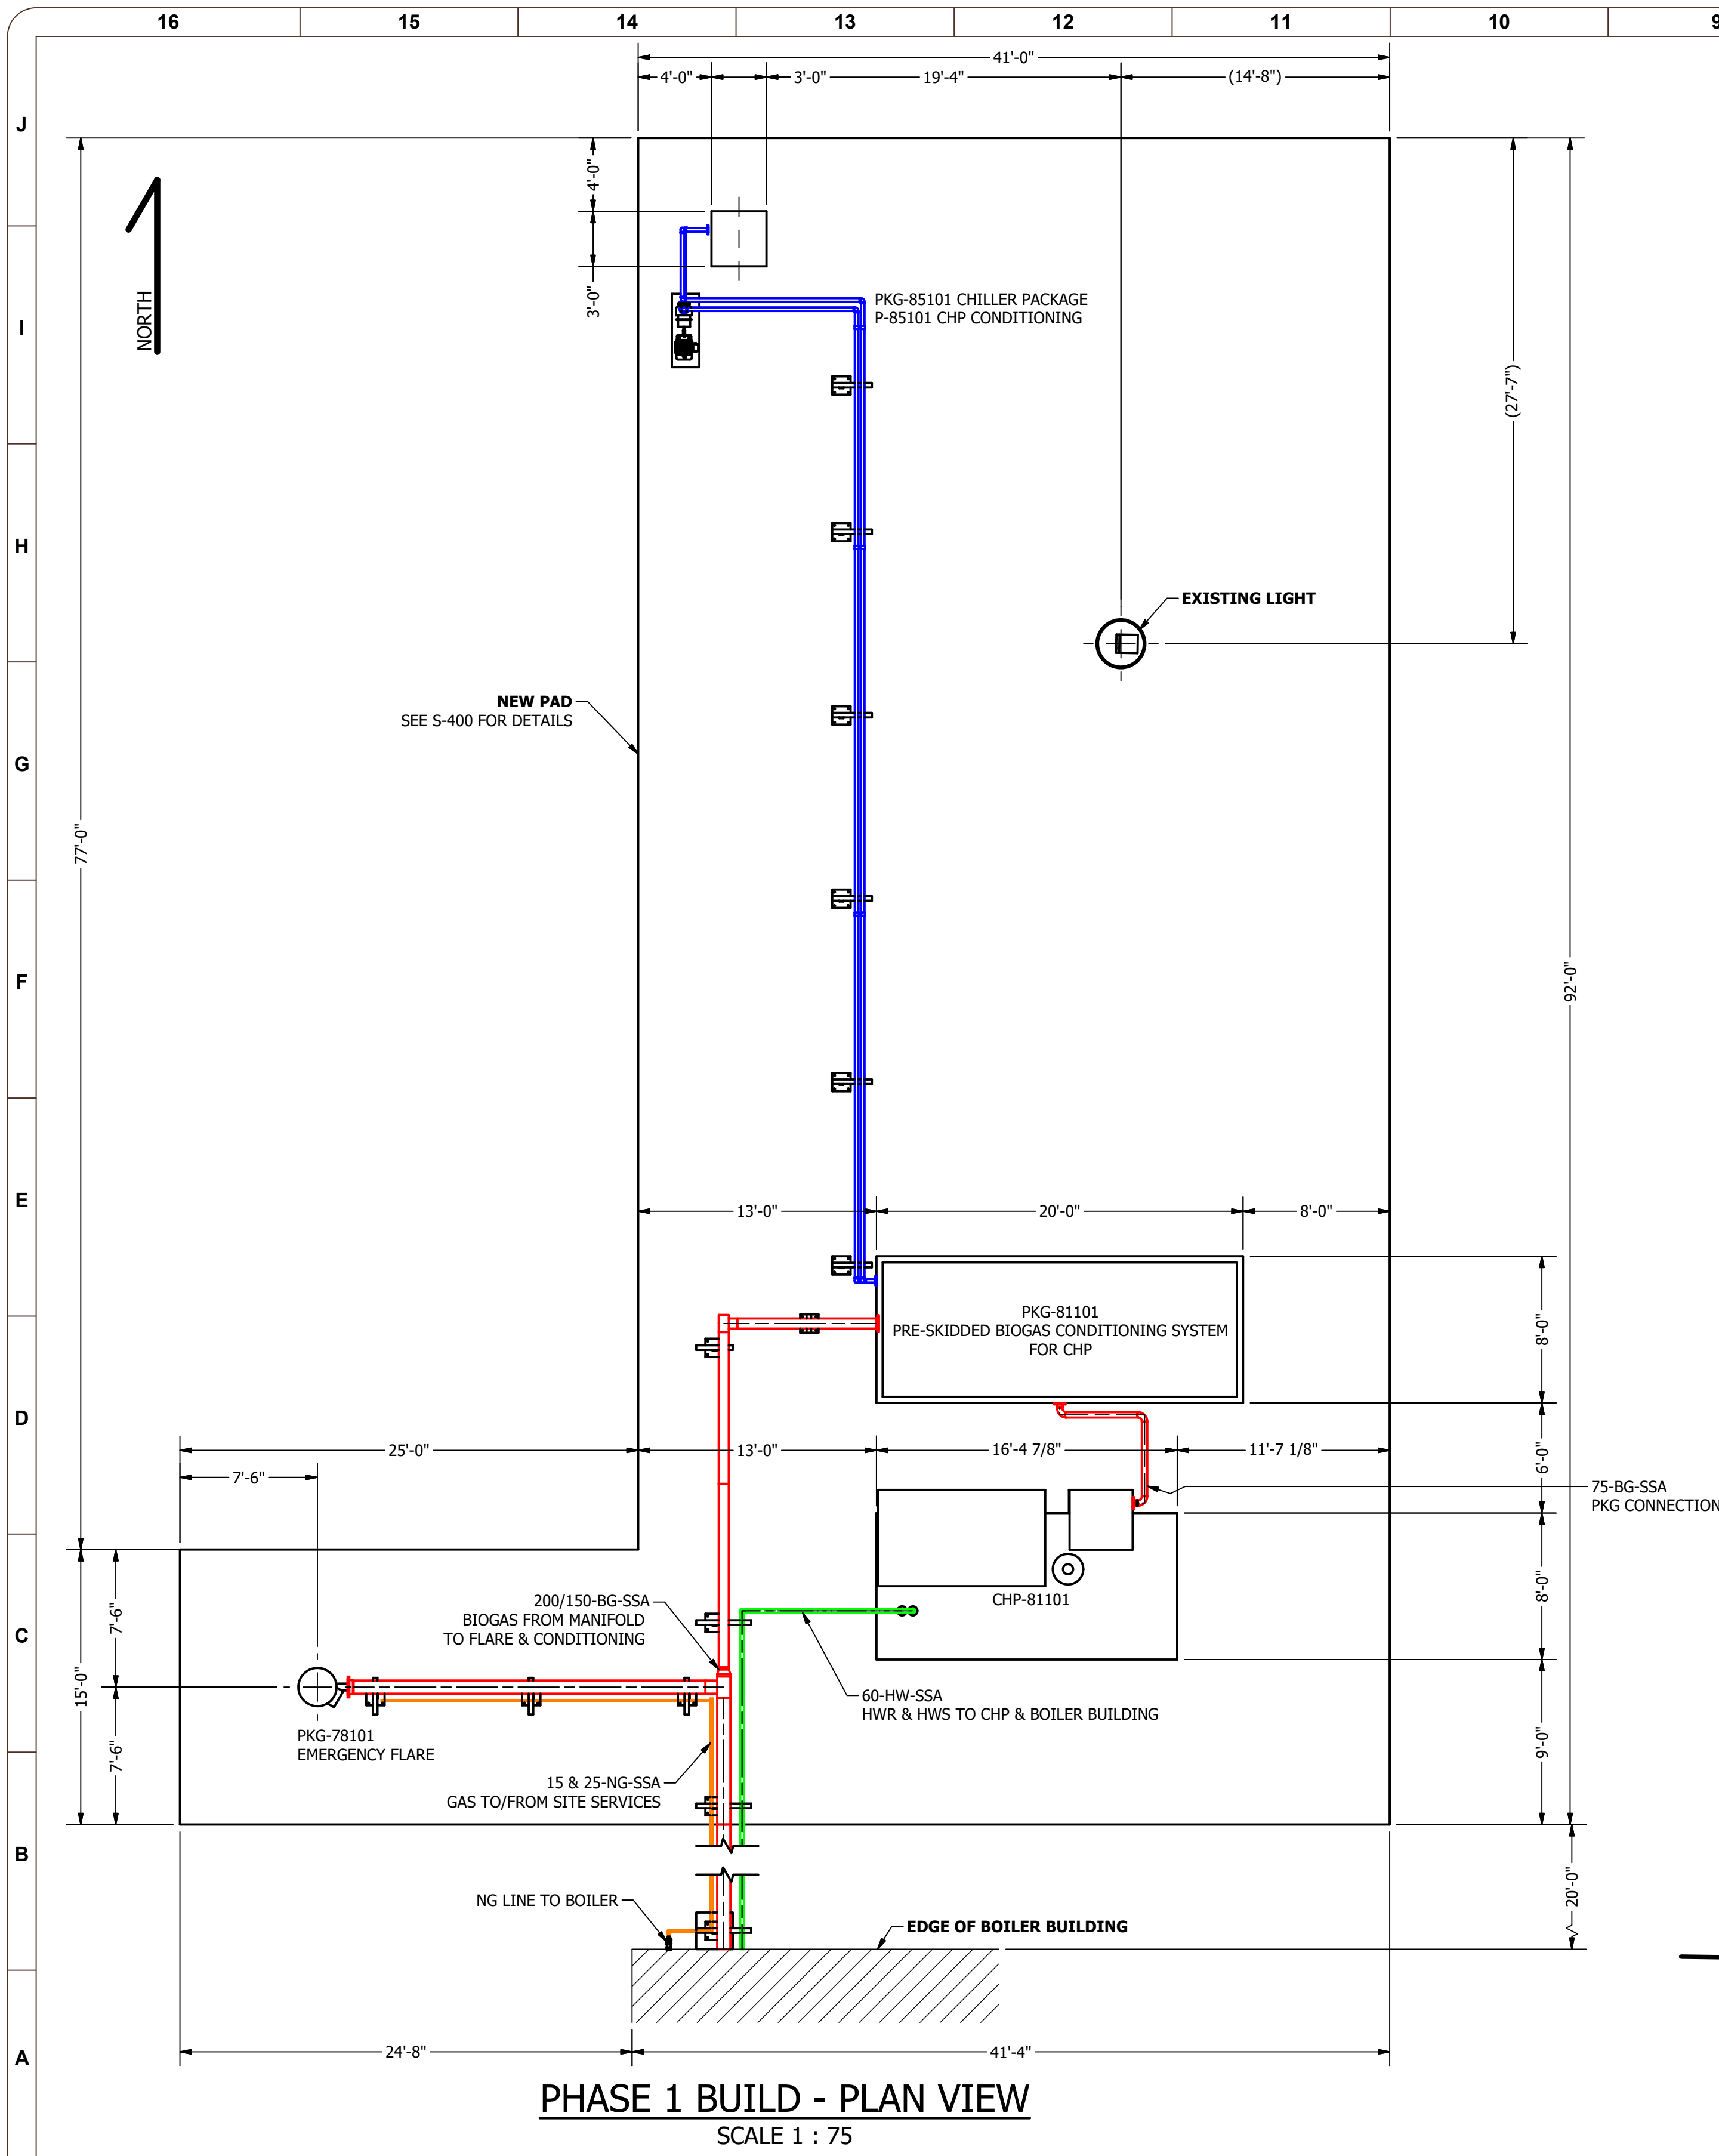 16
15
14
13
12
11
10
9
J
I
H
G
F
E
D
C
B
A
41'-0"
4'-0"
3'-0"
19'-4"
(14'-8")
4'-0"
3'-0"
NORTH
PKG-85101 CHILLER PACKAGE
P-85101 CHP CONDITIONING
(27'-7")
EXISTING LIGHT
NEW PAD
SEE S-400 FOR DETAILS
77'-0"
92'-0"
13'-0"
20'-0"
8'-0"
PKG-81101
PRE-SKIDDED BIOGAS CONDITIONING SYSTEM
FOR CHP
8'-0"
25'-0"
13'-0"
16'-4 7/8"
11'-7 1/8"
6'-0"
7'-6"
75-BG-SSA
PKG CONNECTION
200/150-BG-SSA
BIOGAS FROM MANIFOLD
TO FLARE & CONDITIONING
CHP-81101
8'-0"
7'-6"
15'-0"
60-HW-SSA
HWR & HWS TO CHP & BOILER BUILDING
PKG-78101
EMERGENCY FLARE
7'-6"
9'-0"
15 & 25-NG-SSA
GAS TO/FROM SITE SERVICES
NG LINE TO BOILER
EDGE OF BOILER BUILDING
20'-0"
24'-8"
41'-4"
PHASE 1 BUILD - PLAN VIEW
SCALE 1 : 75